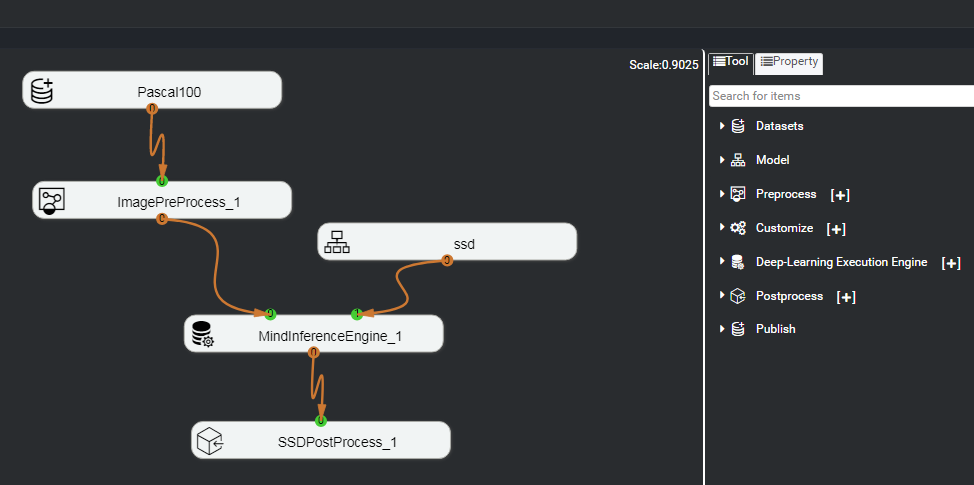 Scale:0.9025
Tool
Property
Search for items
Datasets
Model
Preprocess [+]
Customize [+]
Deep-Learning Execution Engine [+]
Postprocess [+]
Publish
Pascal100
0
0
ImagePreProcess_1
0
ssd
0
0
1
MindInferenceEngine_1
0
0
SSDPostProcess_1